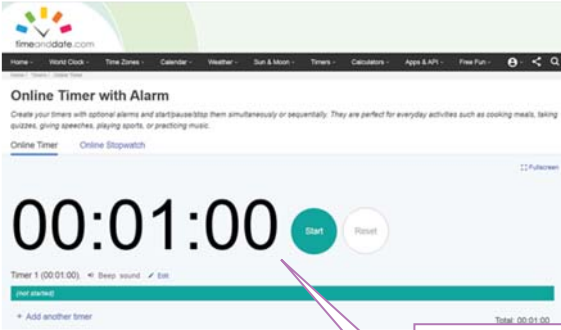 timeanddate.com
Home World Clock Time Zones Calendar Weather Sun & Moon Timers Calculators Apps & API Free Fun
Home / Timers / Online Timer
Online Timer with Alarm
Create your timers with optional alarms and start/pause/stop them simultaneously or sequentially. They are perfect for everyday activities such as cooking meals, taking
quizzes, giving speeches, playing sports, or practicing music.
Online Timer Online Stopwatch
Fullscreen
00:01:00 Start Reset
Timer 1 (00:01:00) Beep sound Edit
(not started)
+ Add another timer Total: 00:01:00